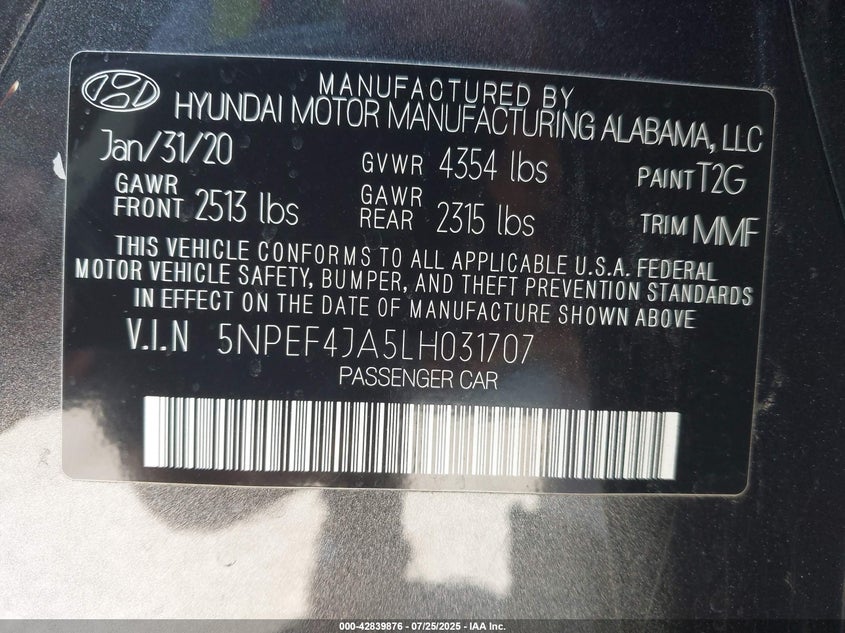 MANUFACTURED BY
HYUNDAI MOTOR MANUFACTURING ALABAMA, LLC
Jan/31/20 GVWR 4354 lbs PAINT T2G
GAWR FRONT 2513 lbs GAWR REAR 2315 lbs TRIM MMF
THIS VEHICLE CONFORMS TO ALL APPLICABLE U.S.A. FEDERAL
MOTOR VEHICLE SAFETY, BUMPER, AND THEFT PREVENTION STANDARDS
IN EFFECT ON THE DATE OF MANUFACTURE SHOWN ABOVE
V.I.N 5NPEF4JA5LH031707
PASSENGER CAR
000-42839876 - 07/25/2025 - IAA Inc.